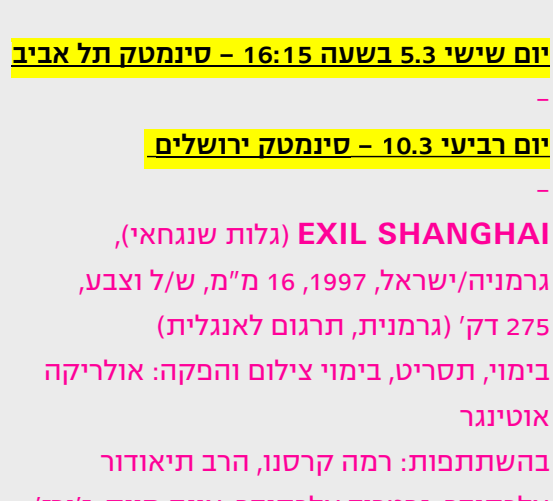 יום שישי 5.3 בשעה 16:15 – סינמטק תל אביב
–
יום רביעי 10.3 – סינמטק ירושלים
–
EXIL SHANGHAI (גלות שנגחאי),
גרמניה/ישראל, 1997, 16 מ"מ, ש/ל וצבע,
275 דק' (גרמנית, תרגום לאנגלית)
בימוי, תסריט, בימוי צילום והפקה: אולריקה
אוטינגר
בהשתתפות: רמה קרסנו, הרב תיאודור